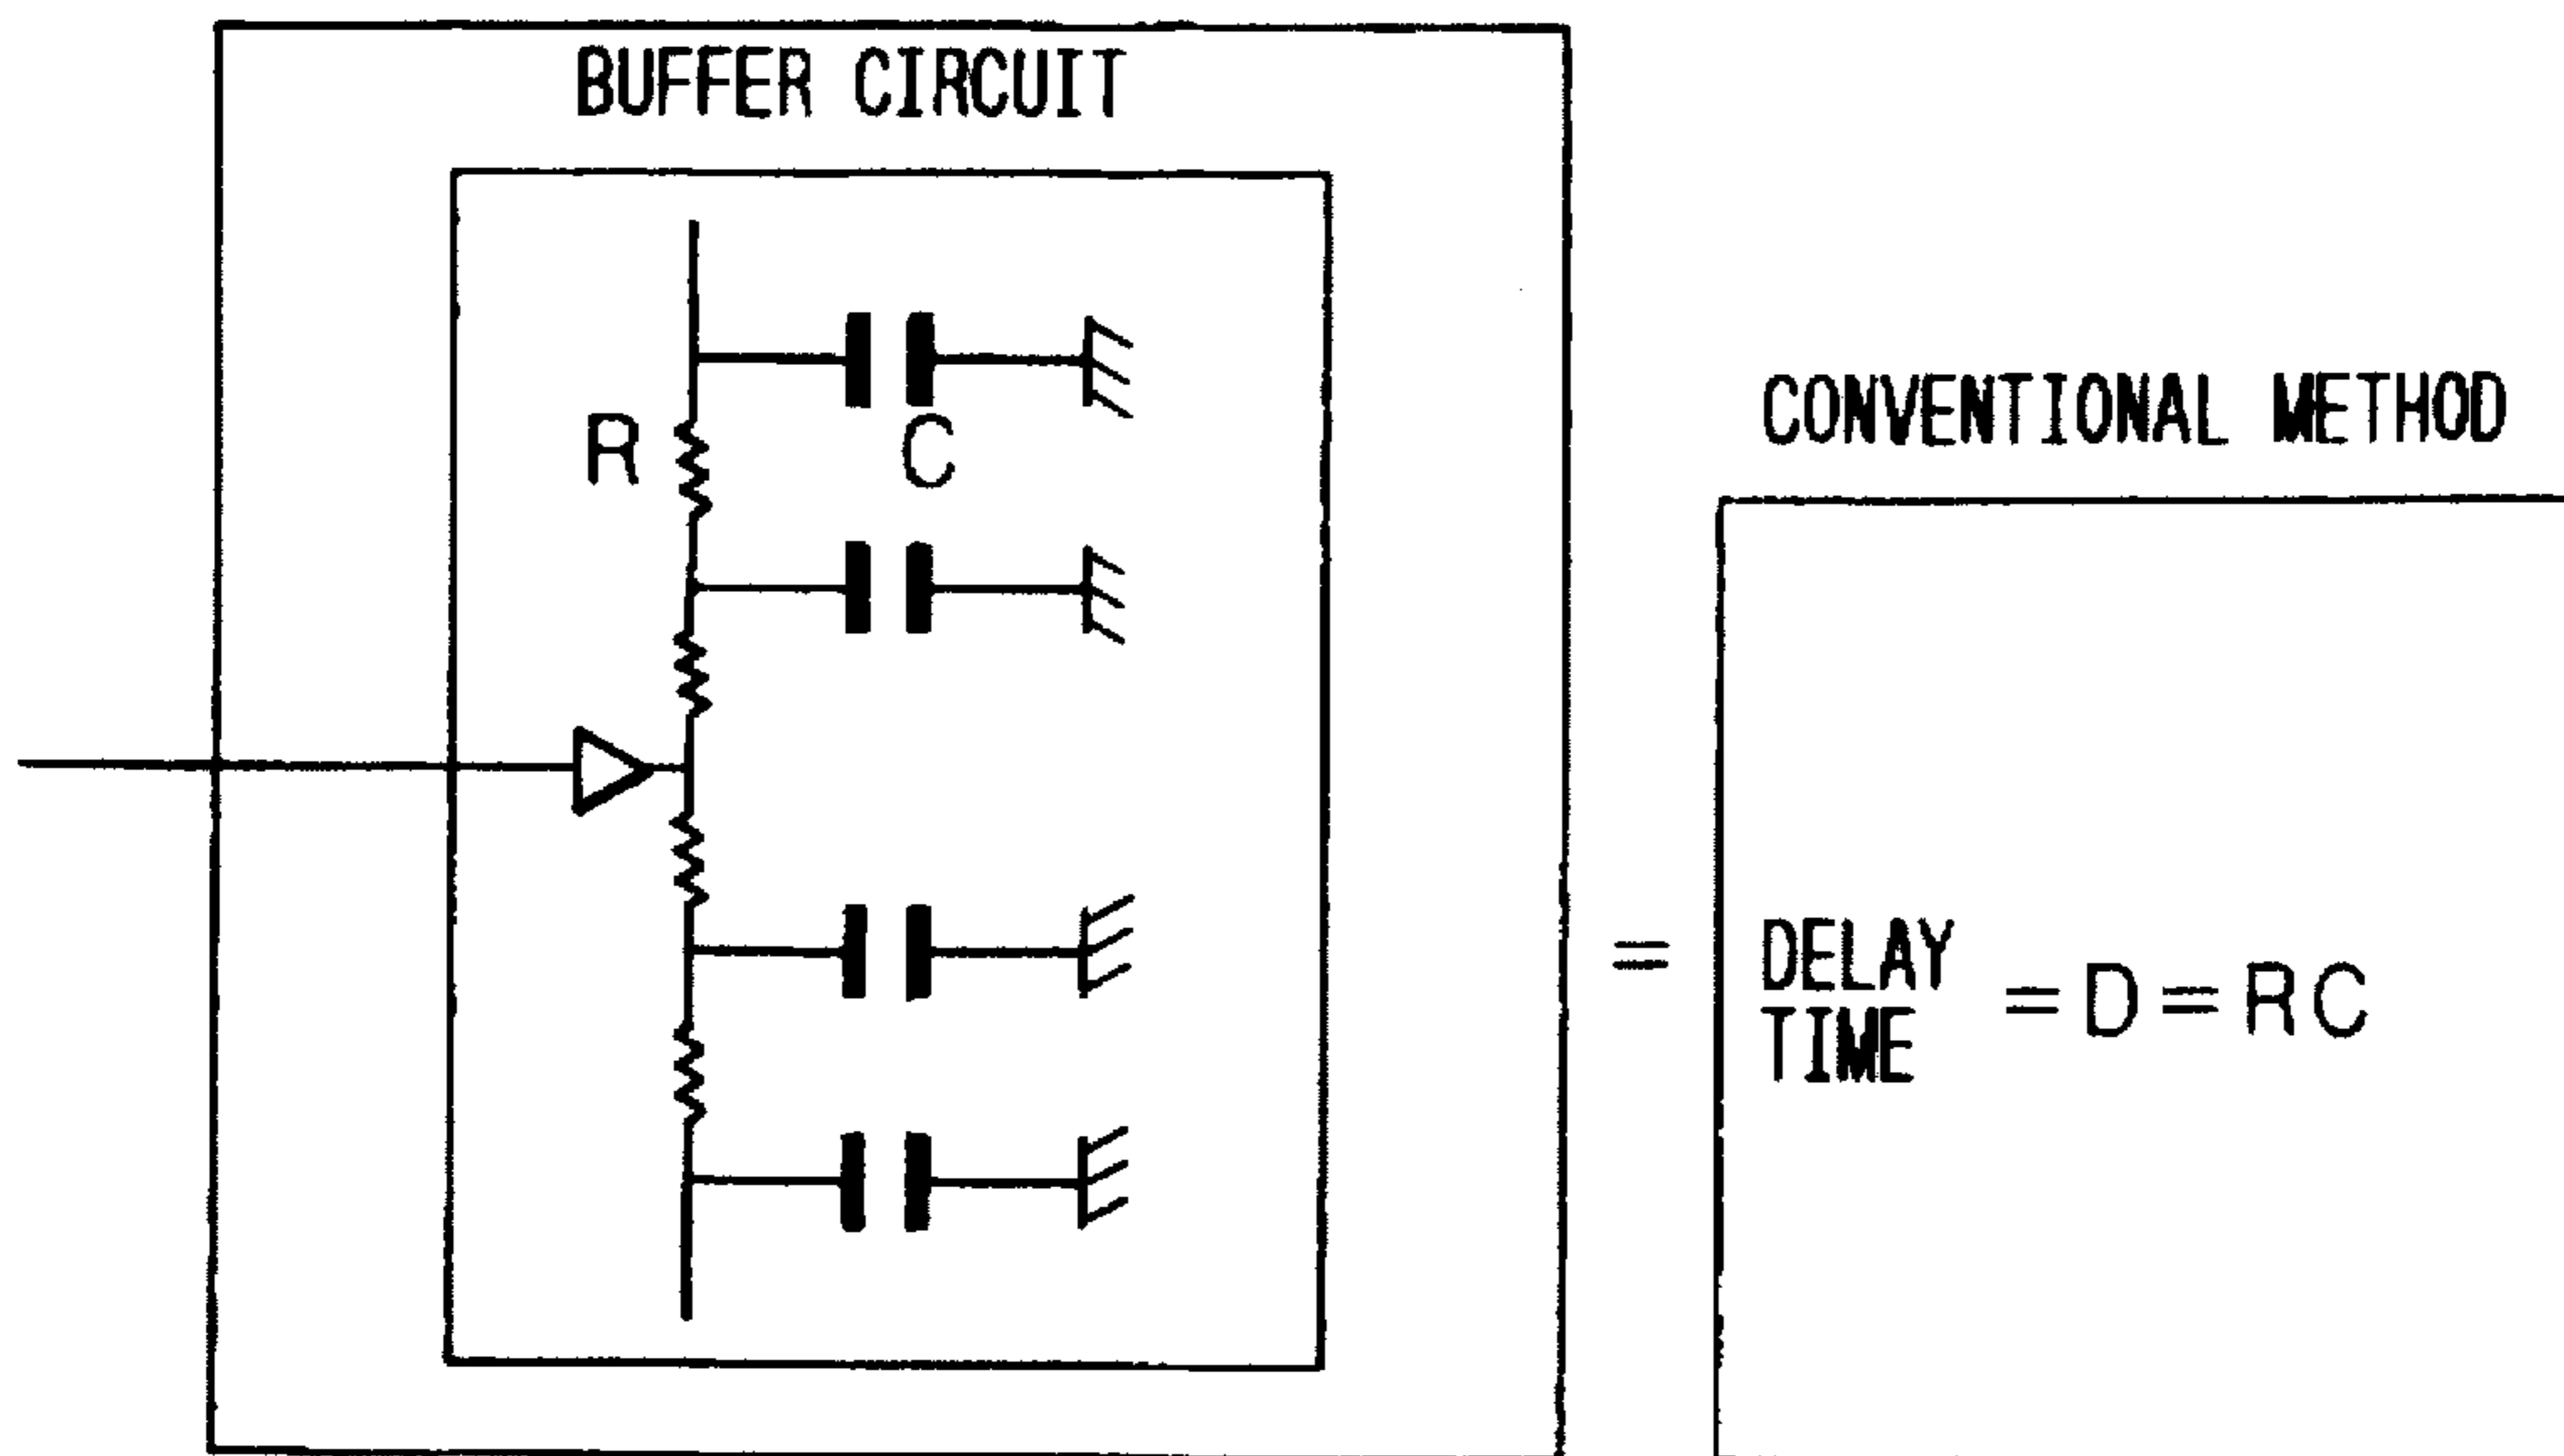 BUFFER CIRCUIT
R
C
CONVENTIONAL METHOD
=
DELAY
TIME
= D = RC